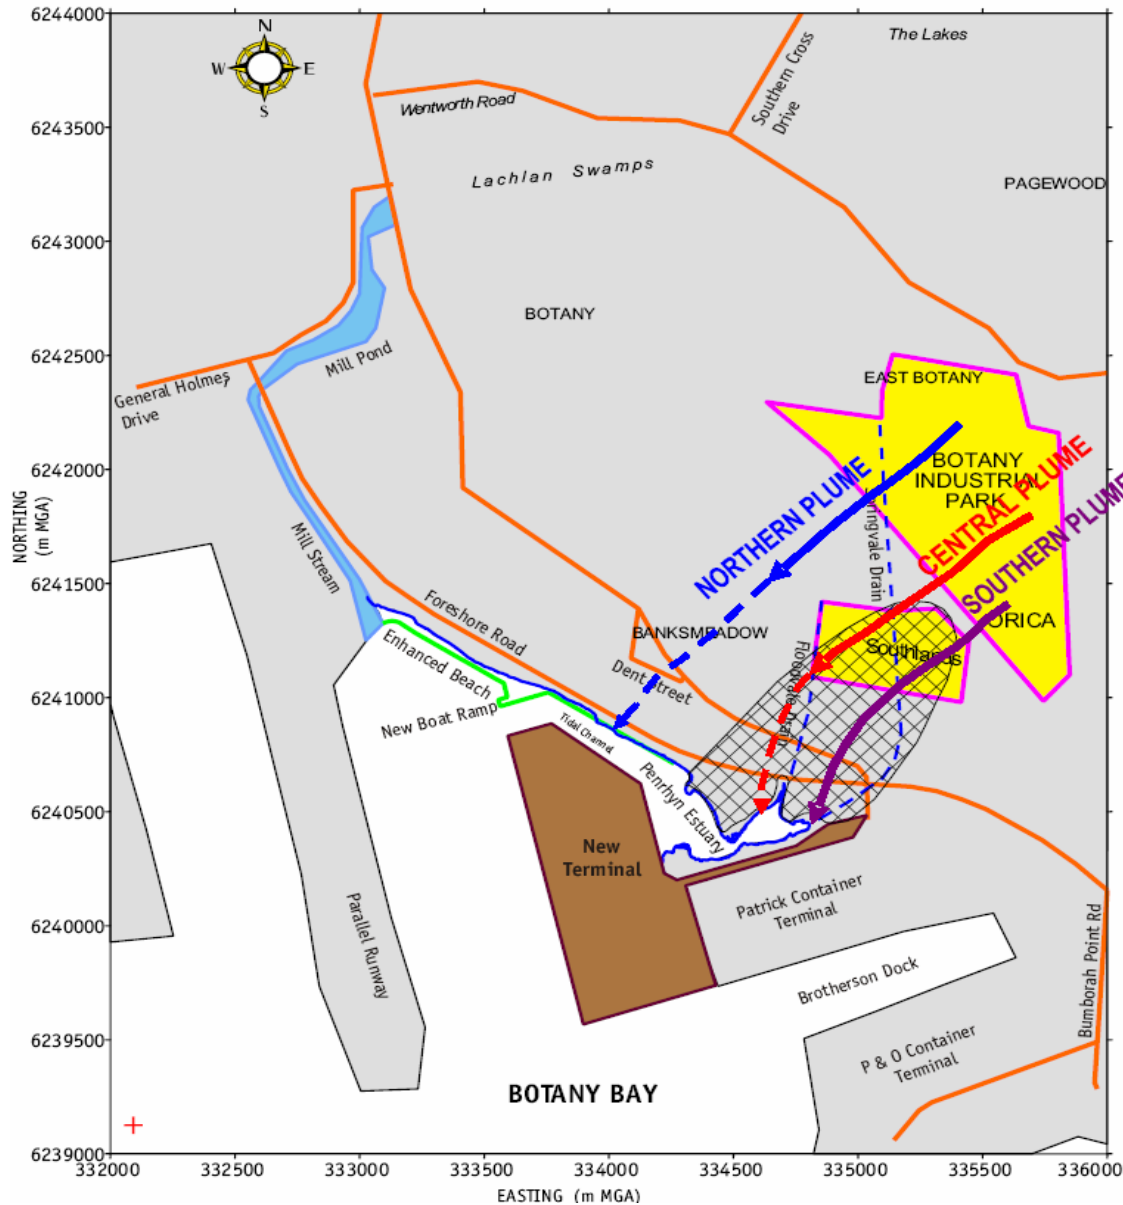 6244000
N
W E
S
The Lakes
Southern Cross
Drive
Wentworth Road
6243500
Lachlan Swamps
PAGEWOOD
6243000
BOTANY
6242500
Mill Pond
General Holmes
Drive
EAST BOTANY
BOTANY
INDUSTRIAL
PARK
6242000
NORTHERN PLUME
CENTRAL PLUME
SOUTHERN PLUME
NORTHING
(m MGA)
Mill Stream
6241500
Foreshore Road
BANKSMEADOW
ORICA
Southlands
Enhanced Beach
Dent Street
6241000
New Boat Ramp
Tidal Channel
Penrhyn Estuary
6240500
New
Terminal
Patrick Container
Terminal
6240000
Parallel Runway
Brotherson Dock
Bumborah Point Rd
6239500
P & O Container
Terminal
BOTANY BAY
6239000
332000 332500 333000 333500 334000 334500 335000 335500 336000
EASTING (m MGA)